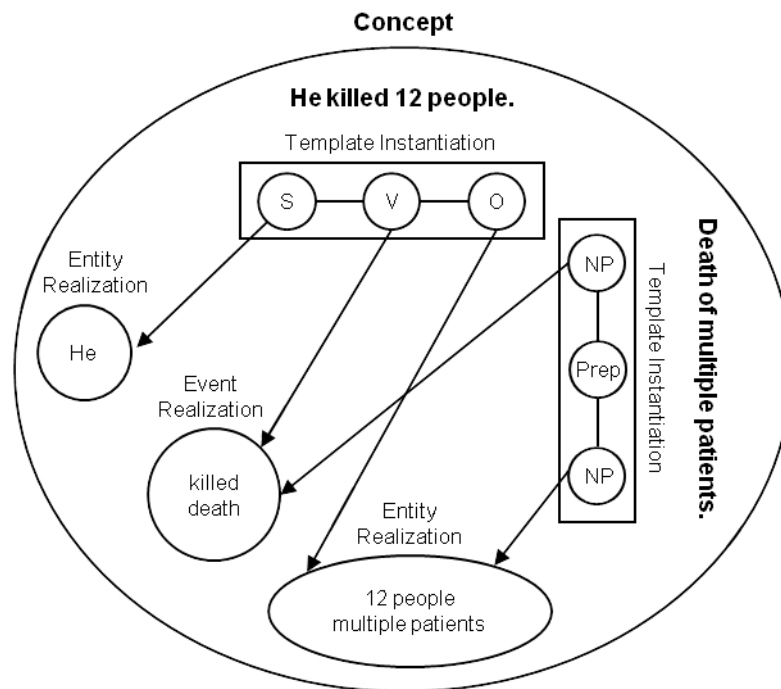 Concept
He killed 12 people.
Template Instantiation
S
V
O
Entity
Realization
He
Event
Realization
killed
death
Entity
Realization
12 people
multiple patients
NP
Prep
NP
Template Instantiation
Death of multiple patients.